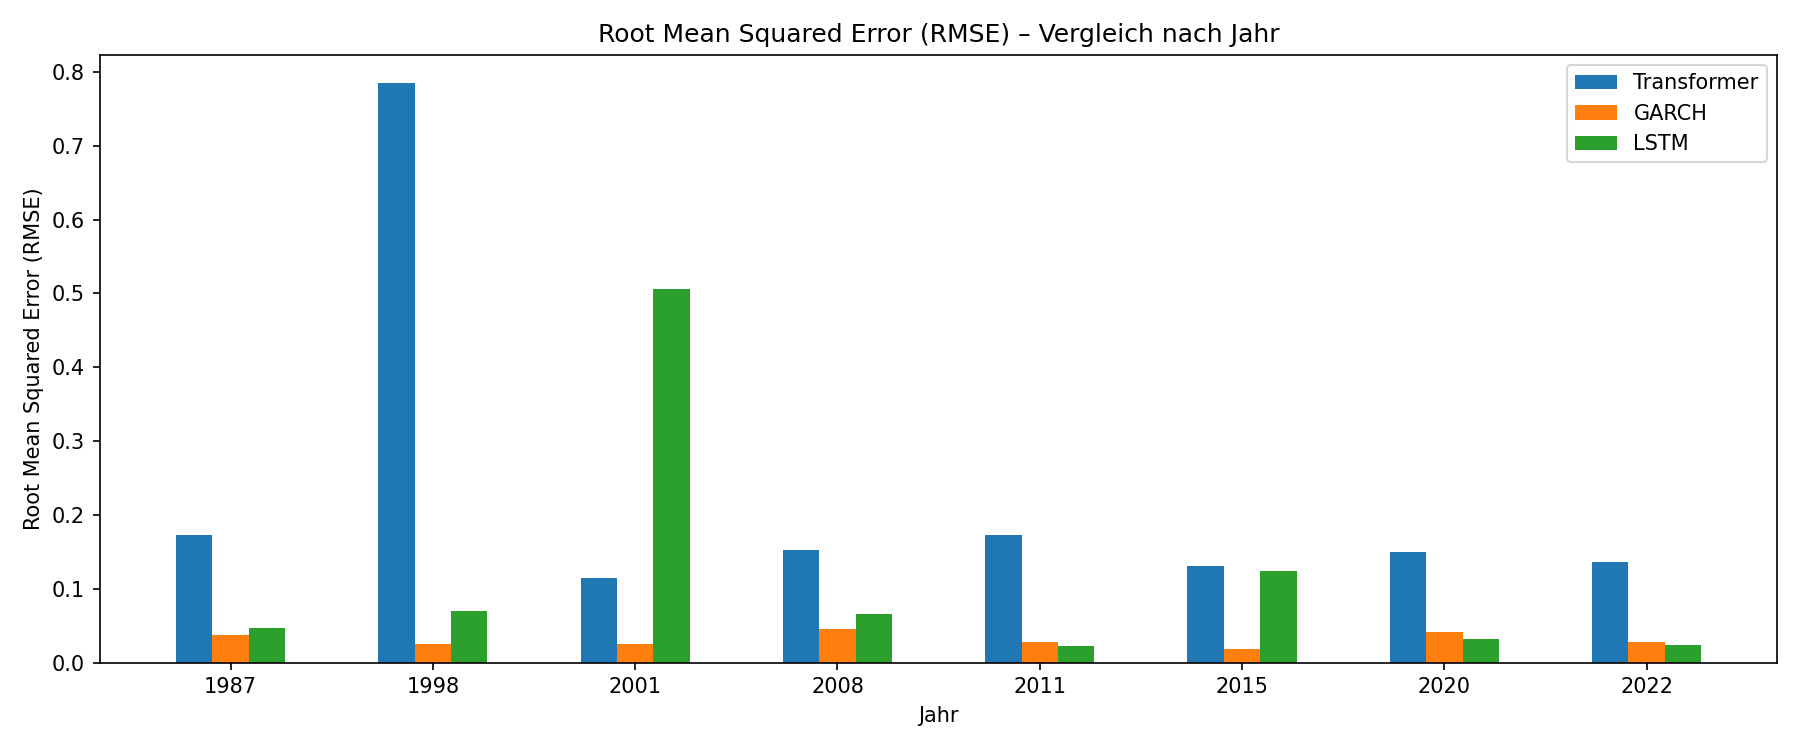 Root Mean Squared Error (RMSE) – Vergleich nach Jahr
Root Mean Squared Error (RMSE)
0.8
0.7
0.6
0.5
0.4
0.3
0.2
0.1
0.0
Transformer
GARCH
LSTM
1987 1998 2001 2008 2011 2015 2020 2022
Jahr